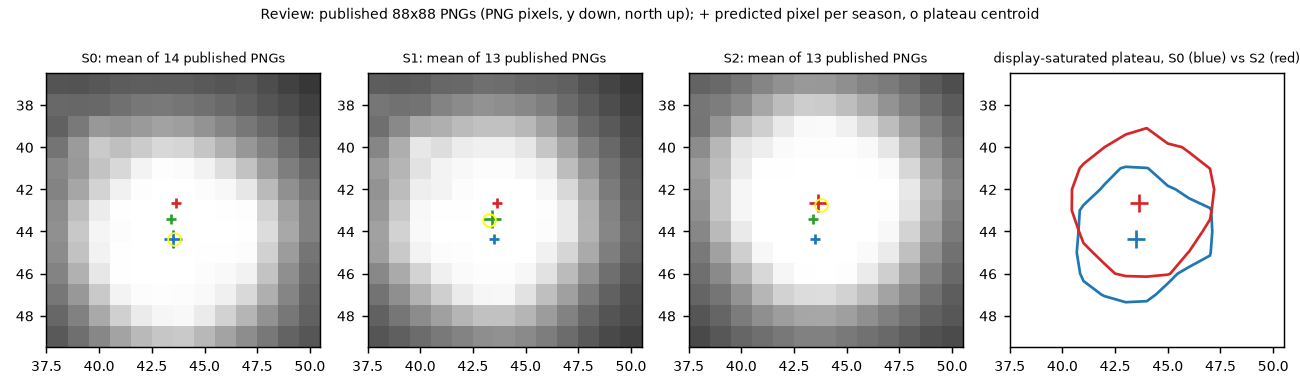 Review: published 88x88 PNGs (PNG pixels, y down, north up); + predicted pixel per season, o plateau centroid
S0: mean of 14 published PNGs
S1: mean of 13 published PNGs
S2: mean of 13 published PNGs
display-saturated plateau, S0 (blue) vs S2 (red)
38
40
42
44
46
48
37.5 40.0 42.5 45.0 47.5 50.0
38
40
42
44
46
48
37.5 40.0 42.5 45.0 47.5 50.0
38
40
42
44
46
48
37.5 40.0 42.5 45.0 47.5 50.0
38
40
42
44
46
48
37.5 40.0 42.5 45.0 47.5 50.0